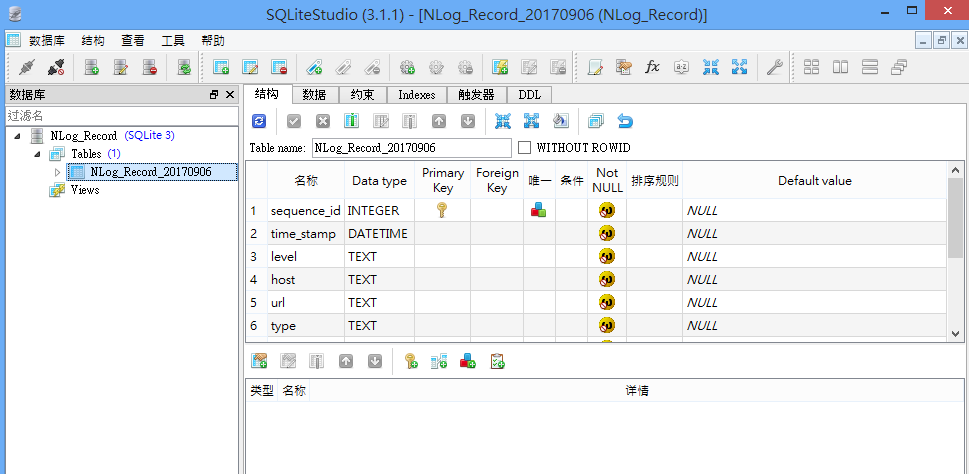 SQLiteStudio (3.1.1) - [NLog_Record_20170906 (NLog_Record)]
数据库 结构 查看 工具 帮助
数据库
过滤名
NLog_Record (SQLite 3)
Tables (1)
NLog_Record_20170906
Views
结构 数据 约束 Indexes 触发器 DDL
Table name: NLog_Record_20170906 WITHOUT ROWID
名称 Data type Primary Key Foreign Key 唯一 条件 Not NULL 排序规则 Default value
1 sequence_id INTEGER NULL
2 time_stamp DATETIME NULL
3 level TEXT NULL
4 host TEXT NULL
5 url TEXT NULL
6 type TEXT NULL
类型 名称 详情